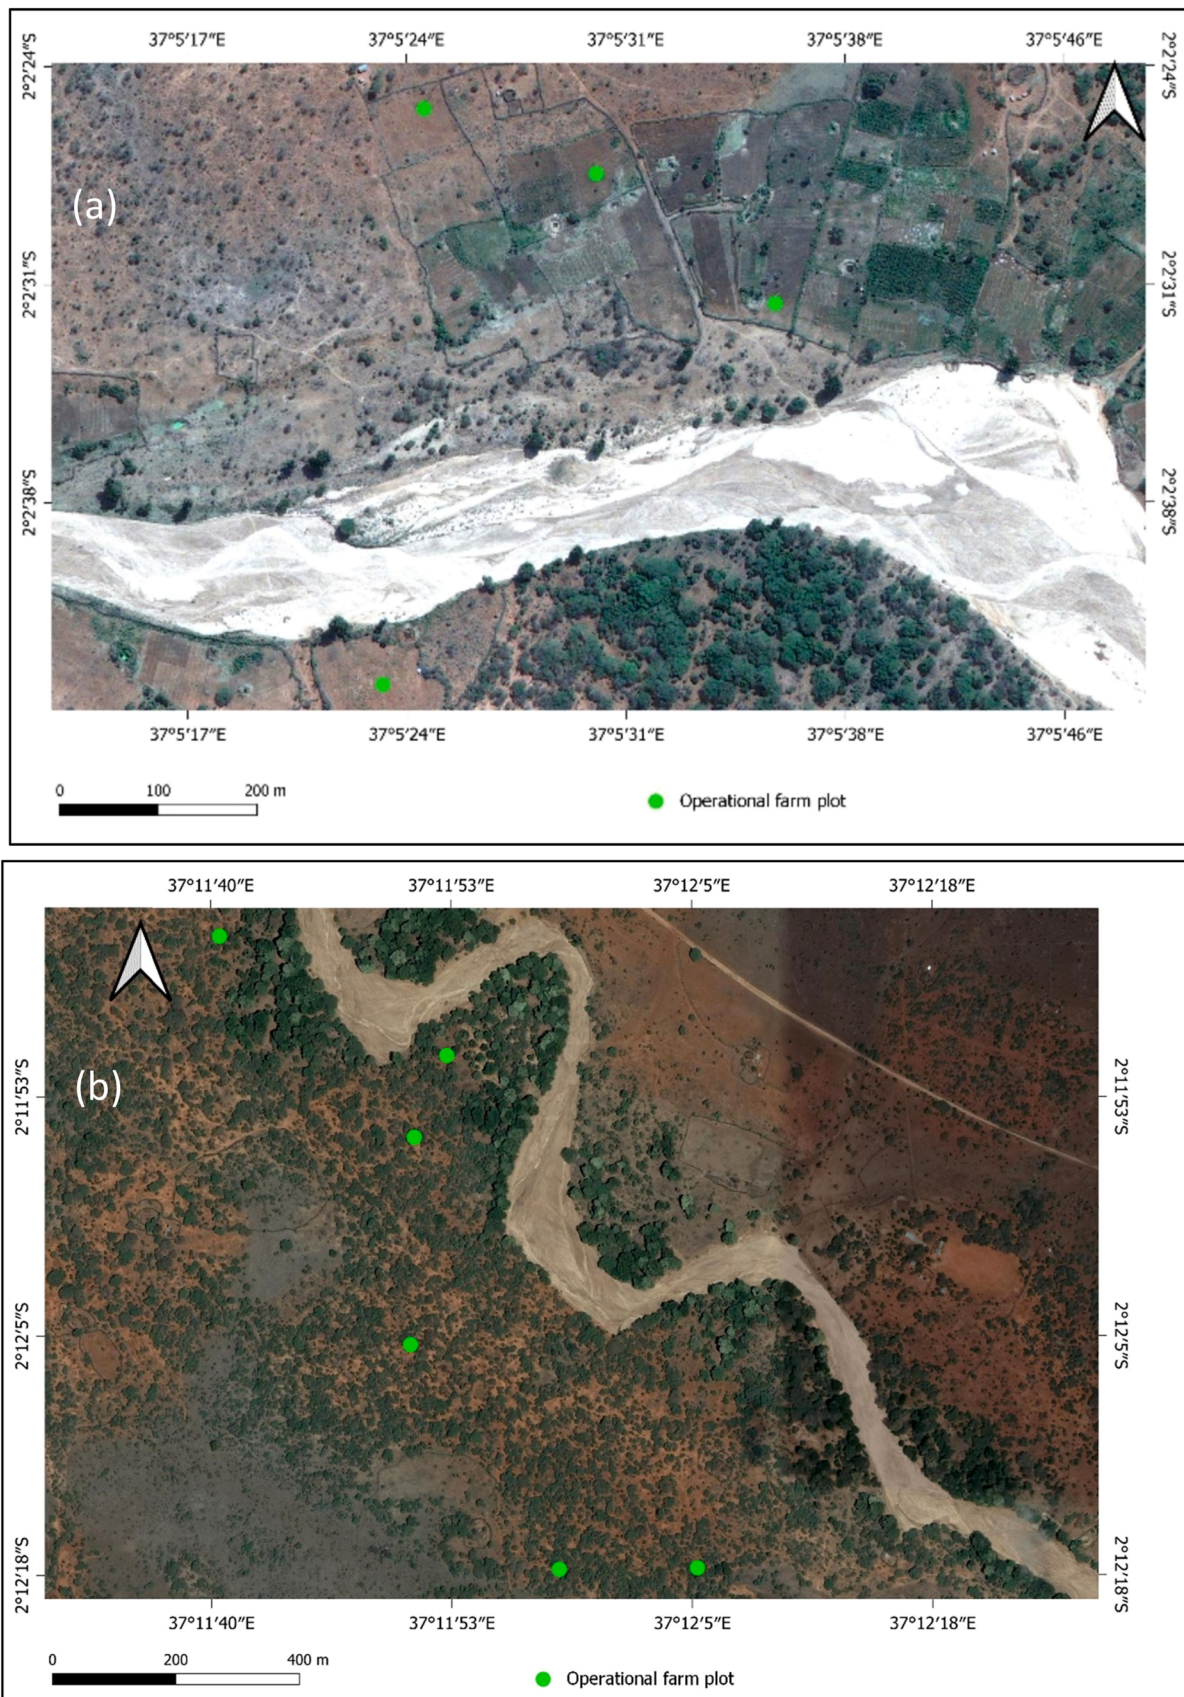 37°5′17″E 37°5′24″E 37°5′31″E 37°5′38″E 37°5′46″E
2°2′24″S 2°2′24″S
(a)
2°2′31″S 2°2′31″S
2°2′38″S 2°2′38″S
37°5′17″E 37°5′24″E 37°5′31″E 37°5′38″E 37°5′46″E
0 100 200 m
Operational farm plot
37°11′40″E 37°11′53″E 37°12′5″E 37°12′18″E
(b)
2°11′53″S 2°11′53″S
2°12′5″S 2°12′5″S
2°12′18″S 2°12′18″S
37°11′40″E 37°11′53″E 37°12′5″E 37°12′18″E
0 200 400 m
Operational farm plot